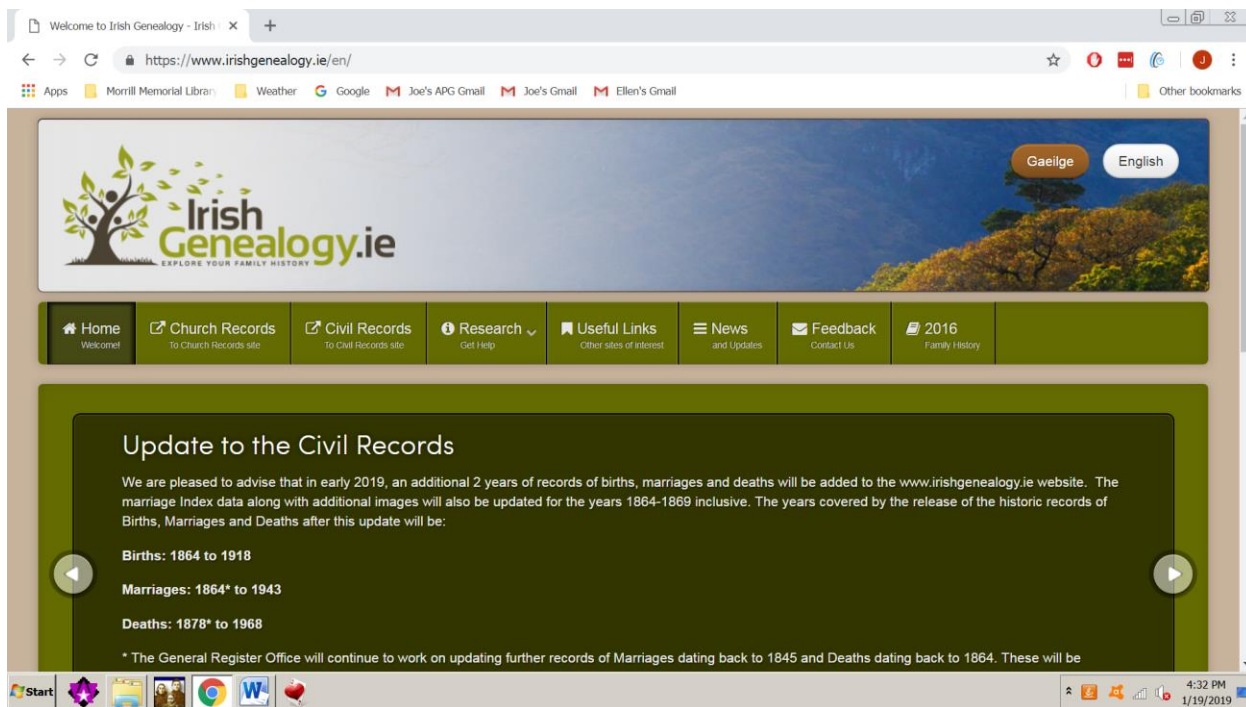 Welcome to Irish Genealogy - Irish
https://www.irishgenealogy.ie/en/
Apps Morrill Memorial Librar Weather Google Joe's APG Gmail Joe's Gmail Ellen's Gmail Other bookmarks
J
Gaeilge English
Irish
Genealogy.ie
EXPLORE YOUR FAMILY HISTORY
Home Church Records Civil Records Research Useful Links News Feedback 2016
Welcome! To Church Records site To Civil Records site Get Help Other sites of interest and Updates Contact Us Family History
Update to the Civil Records
We are pleased to advise that in early 2019, an additional 2 years of records of births, marriages and deaths will be added to the www.irishgenealogy.ie website. The
marriage Index data along with additional images will also be updated for the years 1864-1869 inclusive. The years covered by the release of the historic records of
Births, Marriages and Deaths after this update will be:
Births: 1864 to 1918
Marriages: 1864* to 1943
Deaths: 1878* to 1968
* The General Register Office will continue to work on updating further records of Marriages dating back to 1845 and Deaths dating back to 1864. These will be
Start W 4:32 PM
1/19/2019